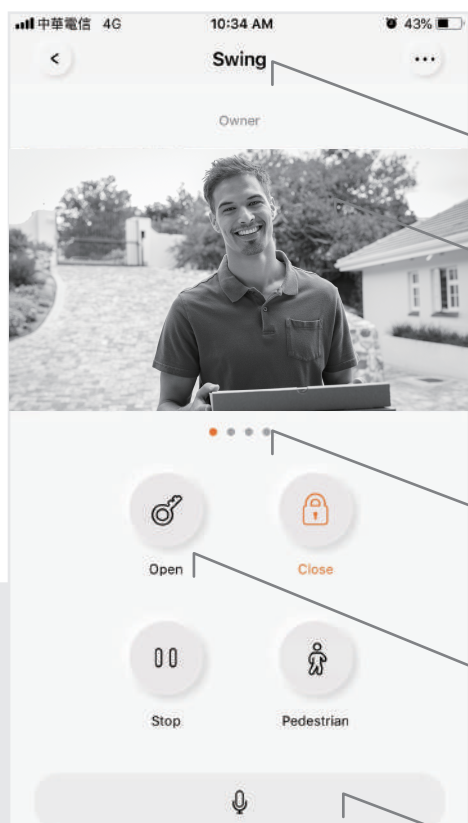 中華電信 4G 10:34 AM 43%
Swing
Owner
Open Close
Stop Pedestrian